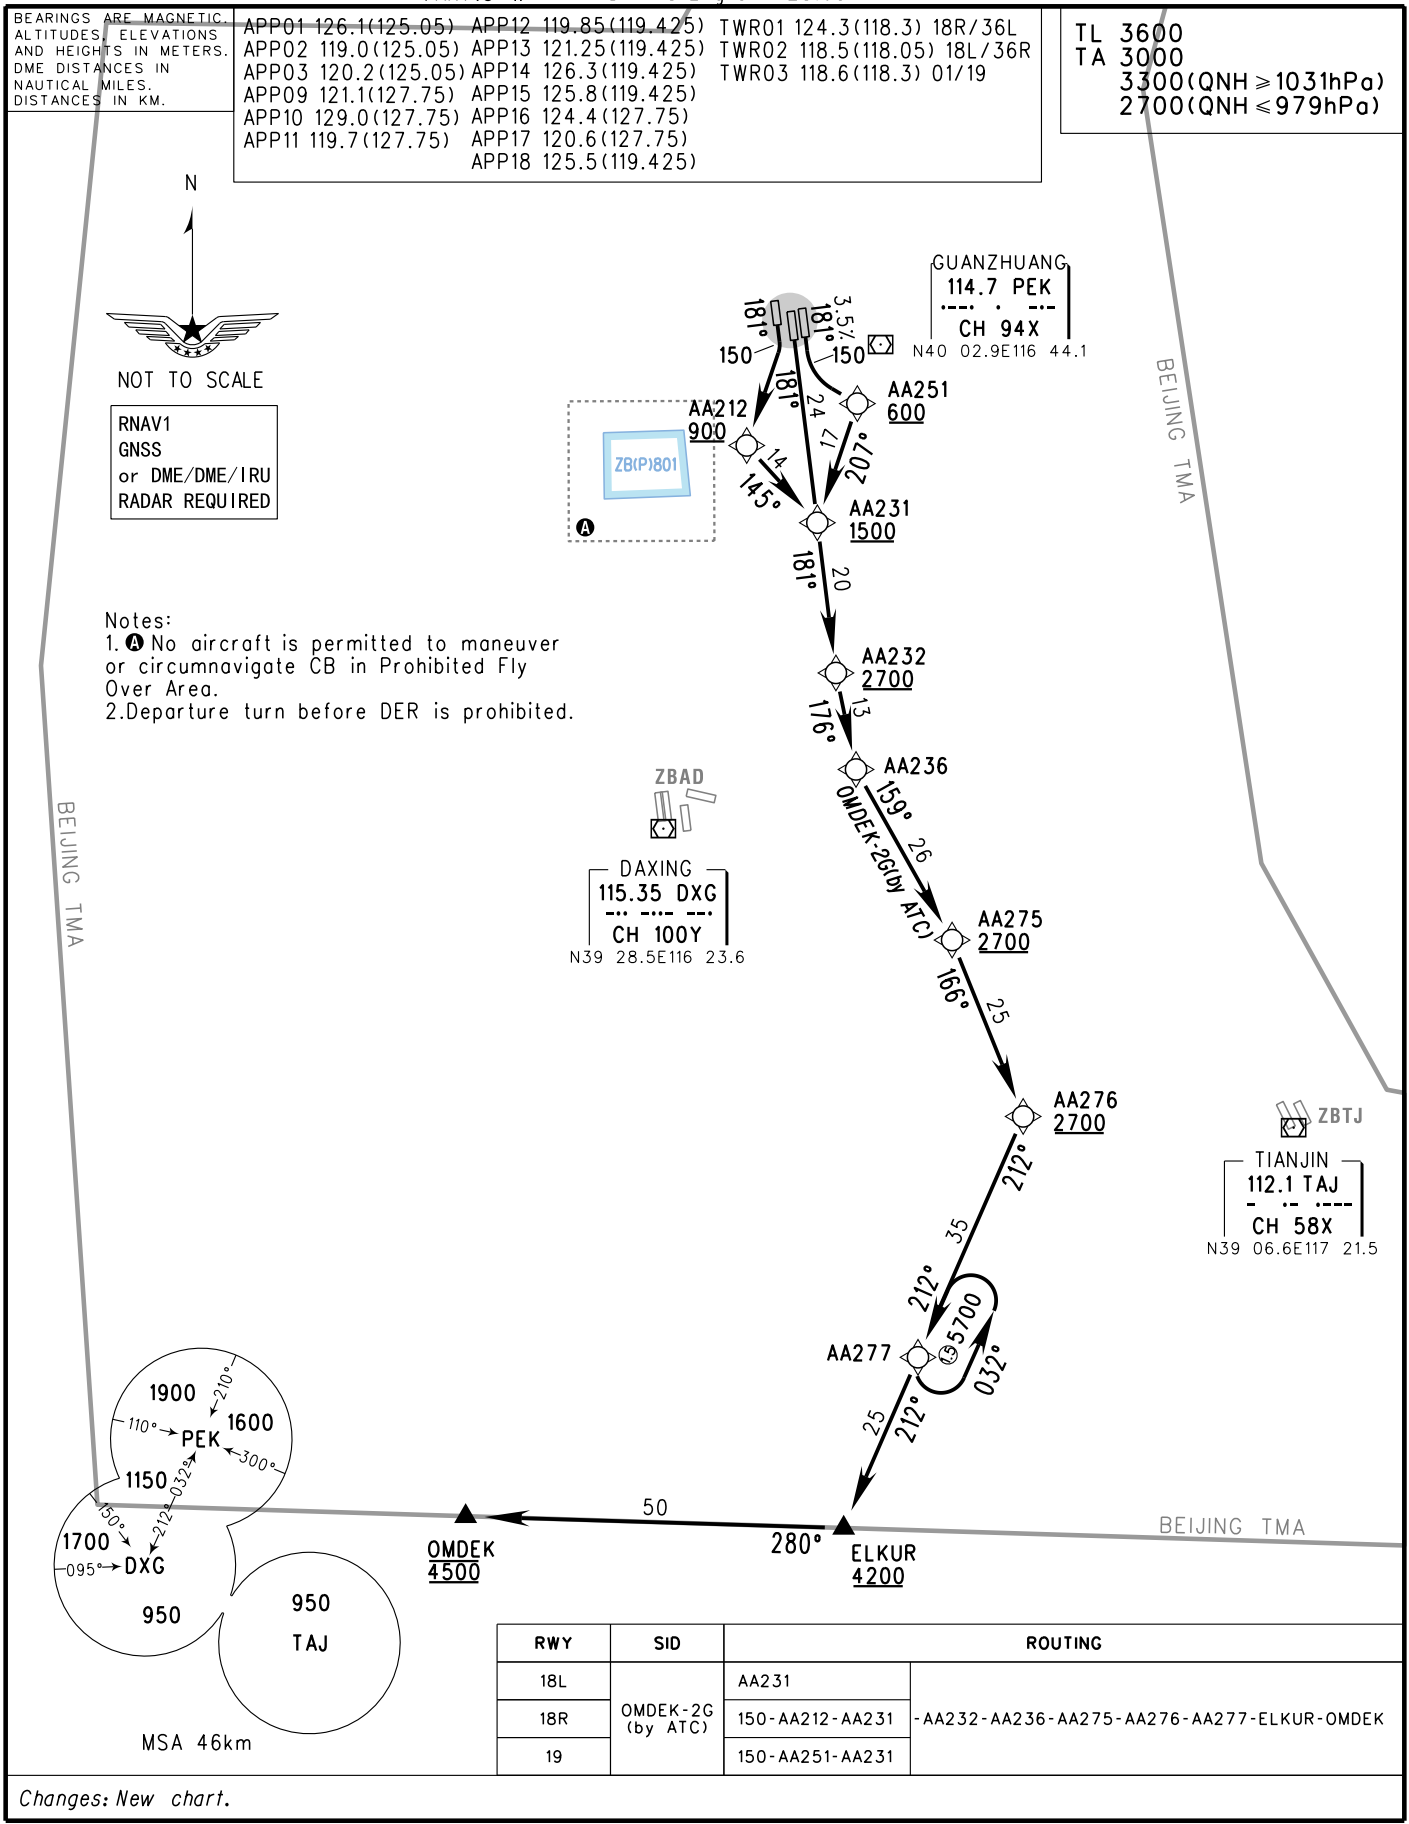 BEARINGS ARE MAGNETIC.
ALTITUDES, ELEVATIONS
AND HEIGHTS IN METERS.
DME DISTANCES IN
NAUTICAL MILES.
DISTANCES IN KM.
APP01 126.1(125.05) APP12 119.85(119.425) TWR01 124.3(118.3) 18R/36L
APP02 119.0(125.05) APP13 121.25(119.425) TWR02 118.5(118.05) 18L/36R
APP03 120.2(125.05) APP14 126.3(119.425) TWR03 118.6(118.3) 01/19
APP09 121.1(127.75) APP15 125.8(119.425)
APP10 129.0(127.75) APP16 124.4(127.75)
APP11 119.7(127.75) APP17 120.6(127.75)
APP18 125.5(119.425)
TL 3600
TA 3000
3300(QNH ≥ 1031hPa)
2700(QNH ≤ 979hPa)
N
NOT TO SCALE
RNAV1
GNSS
or DME/DME/IRU
RADAR REQUIRED
GUANZHUANG
114.7 PEK
CH 94X
N40 02.9E116 44.1
181°
181°
3.5%
150
150
181°
24
AA251
600
AA212
900
17
207°
14
145°
ZB(P)801
A
AA231
1500
181°
20
BEIJING TMA
Notes:
1. A No aircraft is permitted to maneuver
or circumnavigate CB in Prohibited Fly
Over Area.
2.Departure turn before DER is prohibited.
AA232
2700
176°
13
AA236
159°
26
OMDEK-2G(by ATC)
ZBAD
DAXING
115.35 DXG
CH 100Y
N39 28.5E116 23.6
BEIJING TMA
AA275
2700
166°
25
AA276
2700
212°
35
ZBTJ
TIANJIN
112.1 TAJ
CH 58X
N39 06.6E117 21.5
212°
5700
1.5
AA277
032°
25
212°
50
280°
OMDEK
4500
ELKUR
4200
BEIJING TMA
1900
210°
110°
PEK
1600
300°
1150
032°
150°
212°
1700
095°
DXG
950
950
TAJ
MSA 46km
RWY SID ROUTING
18L AA231
18R OMDEK-2G 150-AA212-AA231 -AA232-AA236-AA275-AA276-AA277-ELKUR-OMDEK
(by ATC)
19 150-AA251-AA231
Changes: New chart.